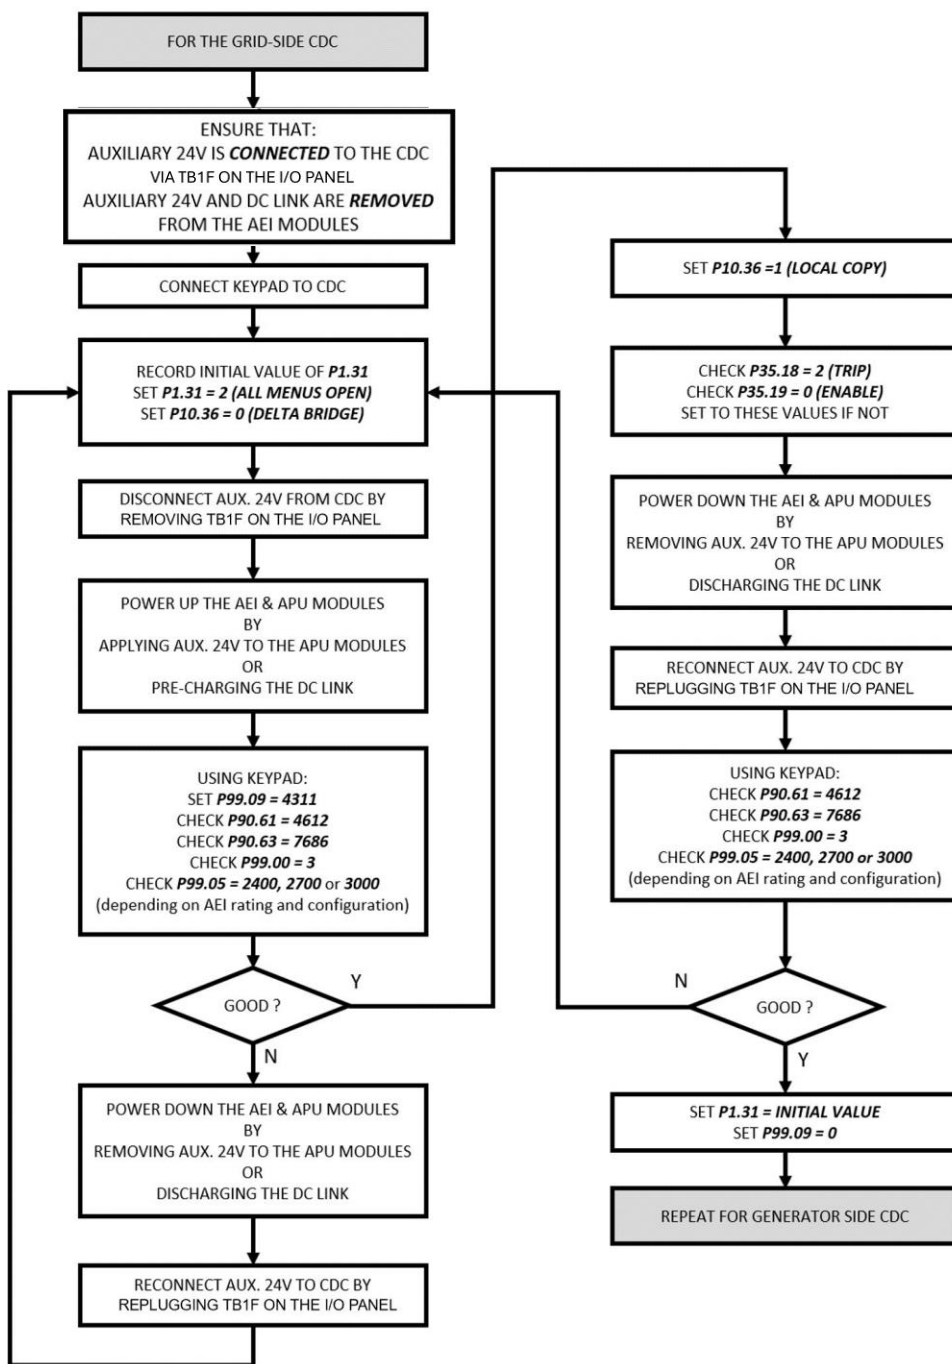 FOR THE GRID-SIDE CDC
ENSURE THAT:
AUXILIARY 24V IS CONNECTED TO THE CDC
VIA TB1F ON THE I/O PANEL
AUXILIARY 24V AND DC LINK ARE REMOVED
FROM THE AEI MODULES
CONNECT KEYPAD TO CDC
RECORD INITIAL VALUE OF P1.31
SET P1.31 = 2 (ALL MENUS OPEN)
SET P10.36 = 0 (DELTA BRIDGE)
DISCONNECT AUX. 24V FROM CDC BY
REMOVING TB1F ON THE I/O PANEL
POWER UP THE AEI & APU MODULES
BY
APPLYING AUX. 24V TO THE APU MODULES
OR
PRE-CHARGING THE DC LINK
USING KEYPAD:
SET P99.09 = 4311
CHECK P90.61 = 4612
CHECK P90.63 = 7686
CHECK P99.00 = 3
CHECK P99.05 = 2400, 2700 or 3000
(depending on AEI rating and configuration)
GOOD ?
Y
N
POWER DOWN THE AEI & APU MODULES
BY
REMOVING AUX. 24V TO THE APU MODULES
OR
DISCHARGING THE DC LINK
RECONNECT AUX. 24V TO CDC BY
REPLUGGING TB1F ON THE I/O PANEL
SET P10.36 =1 (LOCAL COPY)
CHECK P35.18 = 2 (TRIP)
CHECK P35.19 = 0 (ENABLE)
SET TO THESE VALUES IF NOT
POWER DOWN THE AEI & APU MODULES
BY
REMOVING AUX. 24V TO THE APU MODULES
OR
DISCHARGING THE DC LINK
RECONNECT AUX. 24V TO CDC BY
REPLUGGING TB1F ON THE I/O PANEL
USING KEYPAD:
CHECK P90.61 = 4612
CHECK P90.63 = 7686
CHECK P99.00 = 3
CHECK P99.05 = 2400, 2700 or 3000
(depending on AEI rating and configuration)
N
GOOD ?
Y
SET P1.31 = INITIAL VALUE
SET P99.09 = 0
REPEAT FOR GENERATOR SIDE CDC